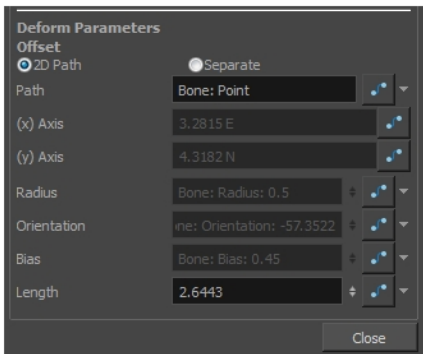 Deform Parameters
Offset
2D Path Separate
Path Bone: Point
(x) Axis 3.2815 E
(y) Axis 4.3182 N
Radius Bone: Radius: 0.5
Orientation ne: Orientation: -57.3522
Bias Bone: Bias: 0.45
Length 2.6443
Close